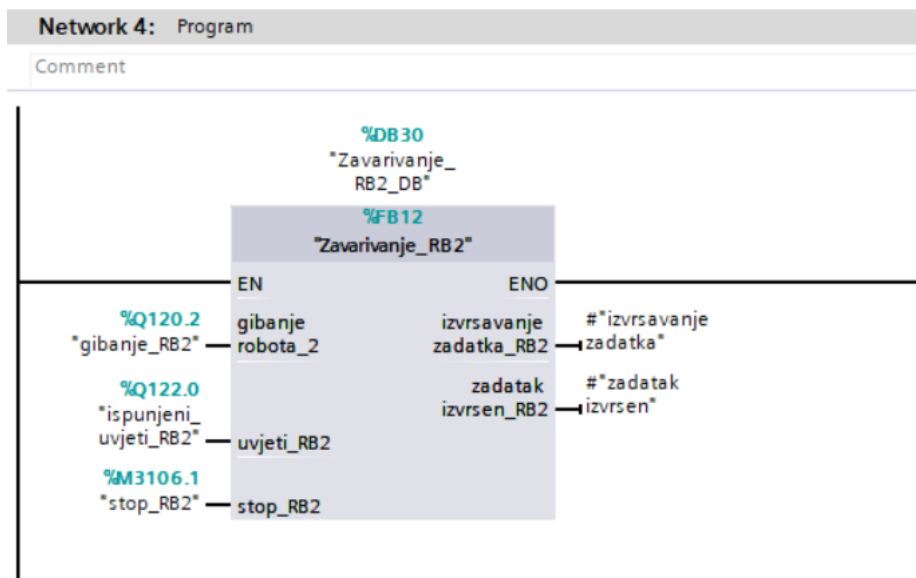 Network 4: Program
Comment
%DB30
"Zavarivanje_
RB2_DB"
%FB12
"Zavarivanje_RB2"
EN
ENO
%Q120.2
"gibanje_RB2"
gibanje
robota_2
izvrsavanje
zadatka_RB2
#"izvrsavanje
zadatka"
%Q122.0
"ispunjeni_
uvjeti_RB2"
uvjeti_RB2
zadatak
izvrsen_RB2
#"zadatak
izvrsen"
%M3106.1
"stop_RB2"
stop_RB2